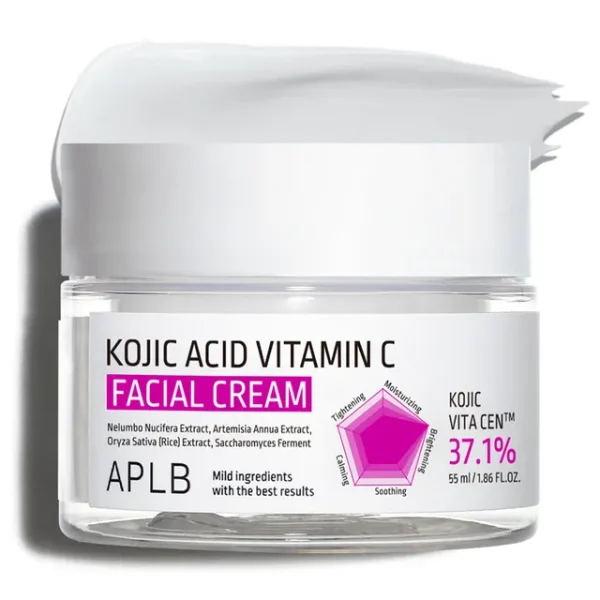 KOJIC ACID VITAMIN C
FACIAL CREAM
Nelumbo Nucifera Extract, Artemisia Annua Extract,
Oryza Sativa (Rice) Extract, Saccharomyces Ferment
APLB
Mild ingredients
with the best results
Tightening
Moisturizing
Brightening
Soothing
Calming
KOJIC
VITA CEN™
37.1%
55 ml / 1.86 FL.OZ.